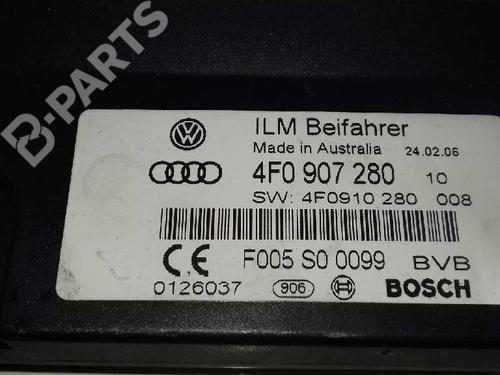 B-PARTS
ILM Beifahrer
Made in Australia 24.02.06
4F0 907 280 10
SW: 4F0910 280 008
CE F005 S0 0099 BVB
0126037 906 BOSCH